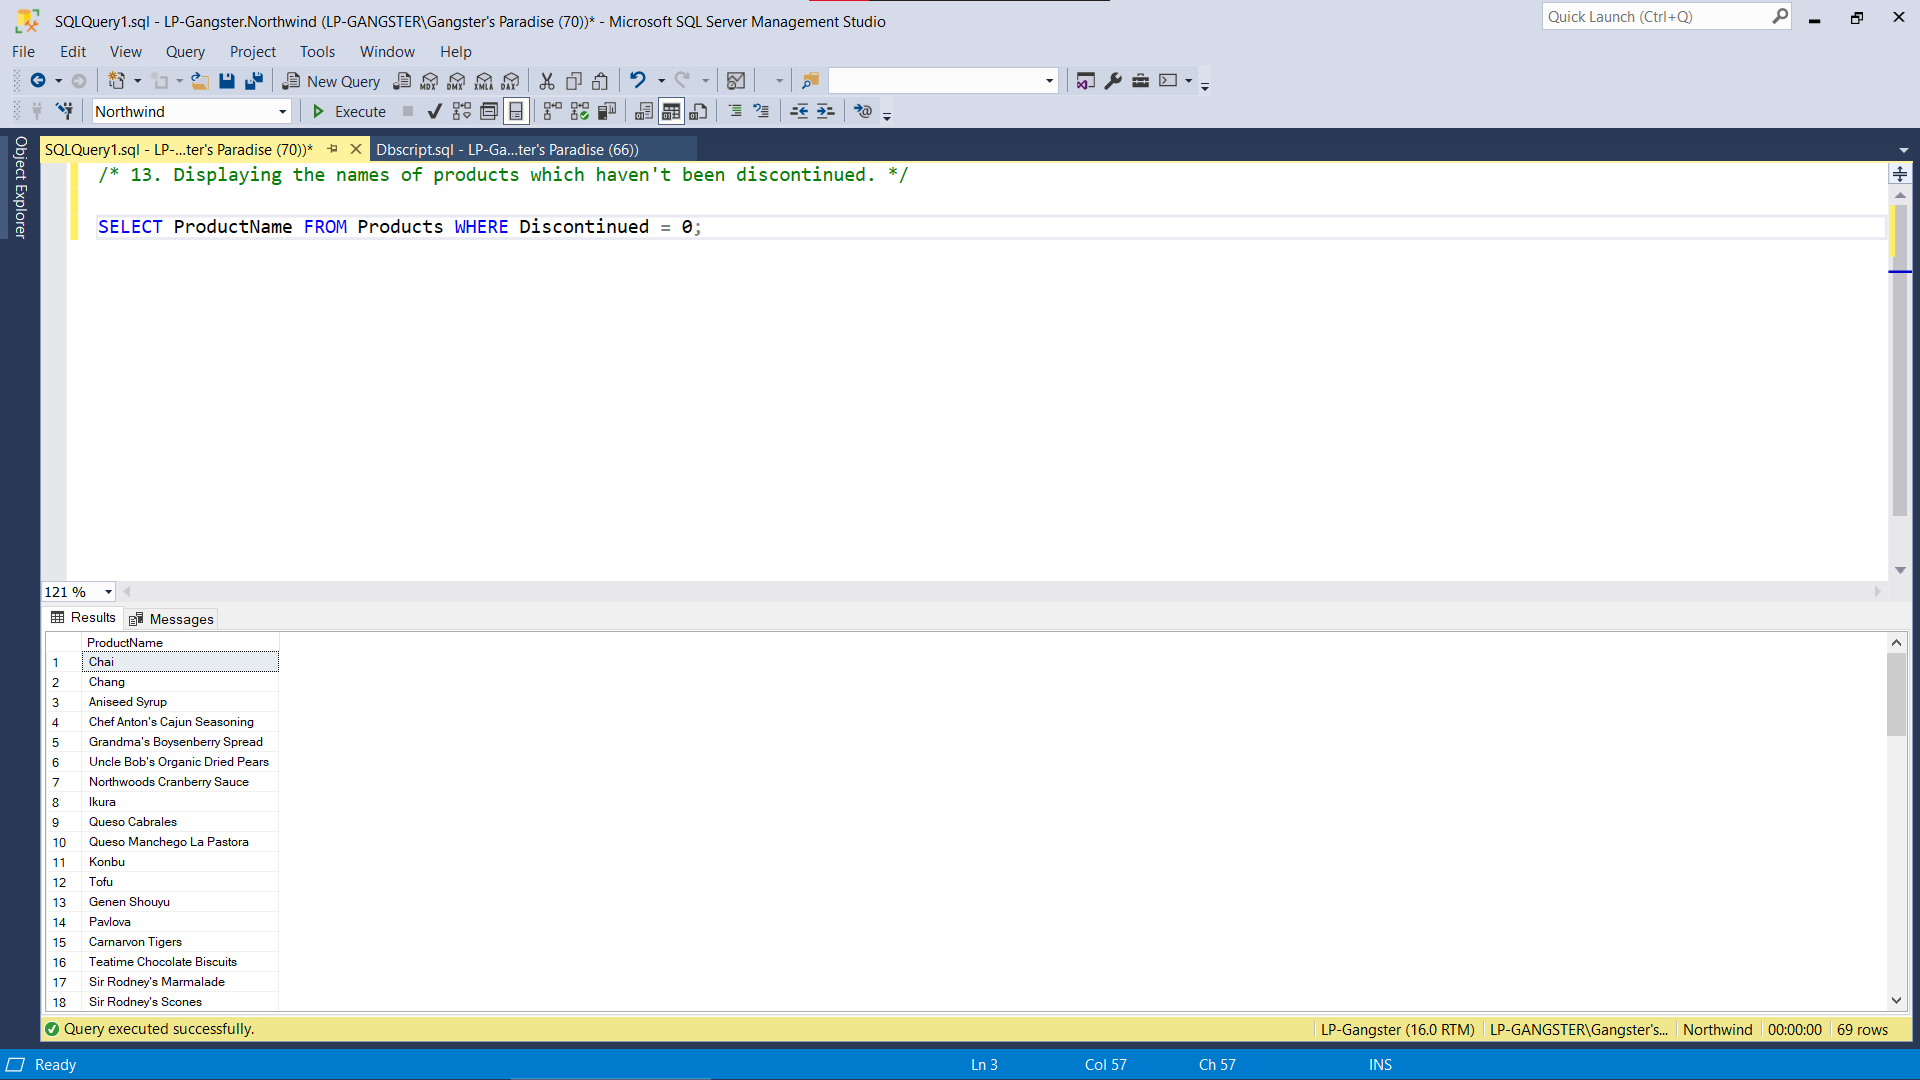 SQLQuery1.sql - LP-Gangster.Northwind (LP-GANGSTER\Gangster's Paradise (70))* - Microsoft SQL Server Management Studio
Quick Launch (Ctrl+Q)
File Edit View Query Project Tools Window Help
New Query MDX DMX XMLA DAX
Northwind Execute
Object Explorer
SQLQuery1.sql - LP-...ter's Paradise (70))* Dbscript.sql - LP-Ga...ter's Paradise (66))
/* 13. Displaying the names of products which haven't been discontinued. */
SELECT ProductName FROM Products WHERE Discontinued = 0;
121 %
Results Messages
ProductName
1 Chai
2 Chang
3 Aniseed Syrup
4 Chef Anton's Cajun Seasoning
5 Grandma's Boysenberry Spread
6 Uncle Bob's Organic Dried Pears
7 Northwoods Cranberry Sauce
8 Ikura
9 Queso Cabrales
10 Queso Manchego La Pastora
11 Konbu
12 Tofu
13 Genen Shouyu
14 Pavlova
15 Carnarvon Tigers
16 Teatime Chocolate Biscuits
17 Sir Rodney's Marmalade
18 Sir Rodney's Scones
Query executed successfully. LP-Gangster (16.0 RTM) LP-GANGSTER\Gangster's... Northwind 00:00:00 69 rows
Ready Ln 3 Col 57 Ch 57 INS